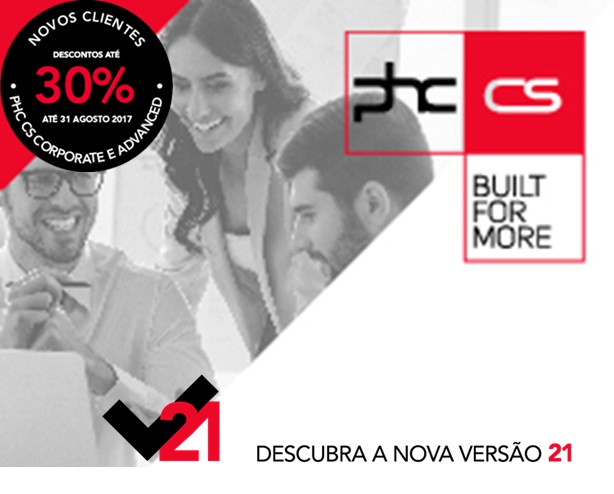 NOVOS CLIENTES
DESCONTOS ATÉ
30%
ATÉ 31 AGOSTO 2017
• PHC CS CORPORATE E ADVANCED •
phc cs
BUILT
FOR
MORE
21
DESCUBRA A NOVA VERSÃO 21